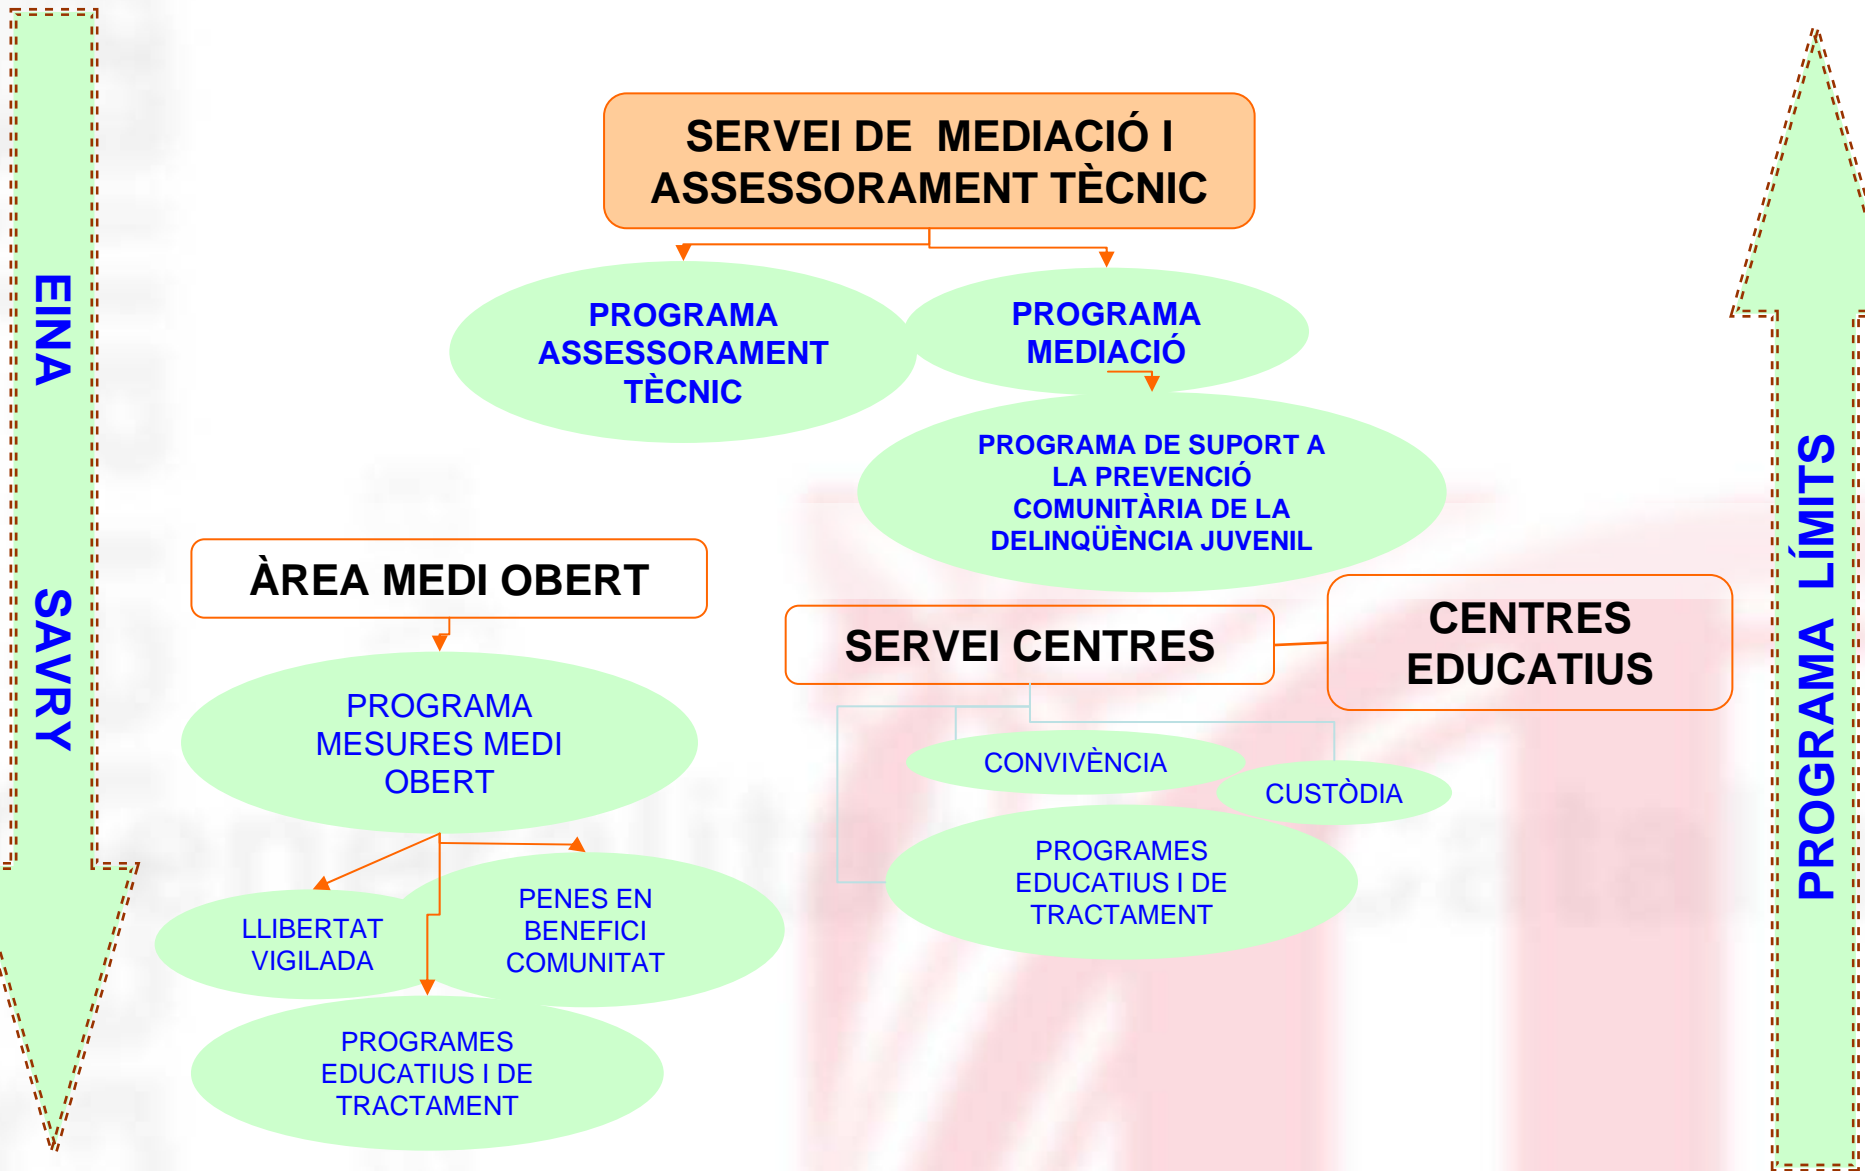 SERVEI DE  MEDIACIÓ I
ASSESSORAMENT TÈCNIC
PROGRAMA
ASSESSORAMENT
TÈCNIC
PROGRAMA
MEDIACIÓ
PROGRAMA DE SUPORT A
LA PREVENCIÓ
COMUNITÀRIA DE LA
DELINQÜÈNCIA JUVENIL
EINA SAVRY
ÀREA MEDI OBERT
PROGRAMA
MESURES MEDI
OBERT
LLIBERTAT
VIGILADA
PENES EN
BENEFICI
COMUNITAT
PROGRAMES
EDUCATIUS I DE
TRACTAMENT
SERVEI CENTRES
CENTRES
EDUCATIUS
CONVIVÈNCIA
CUSTÒDIA
PROGRAMES
EDUCATIUS I DE
TRACTAMENT
PROGRAMA LÍMITS